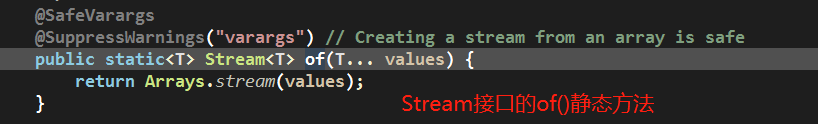 @SafeVarargs
@SuppressWarnings("varargs") // Creating a stream from an array is safe
public static<T> Stream<T> of(T... values) {
return Arrays.stream(values);
}
Stream接口的of()静态方法